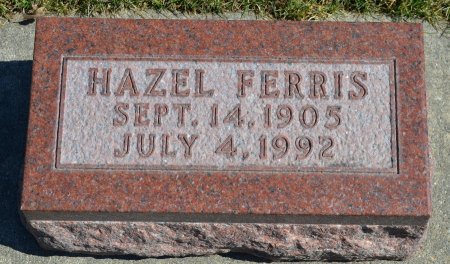 HAZEL FERRIS
SEPT. 14, 1905
JULY 4, 1992